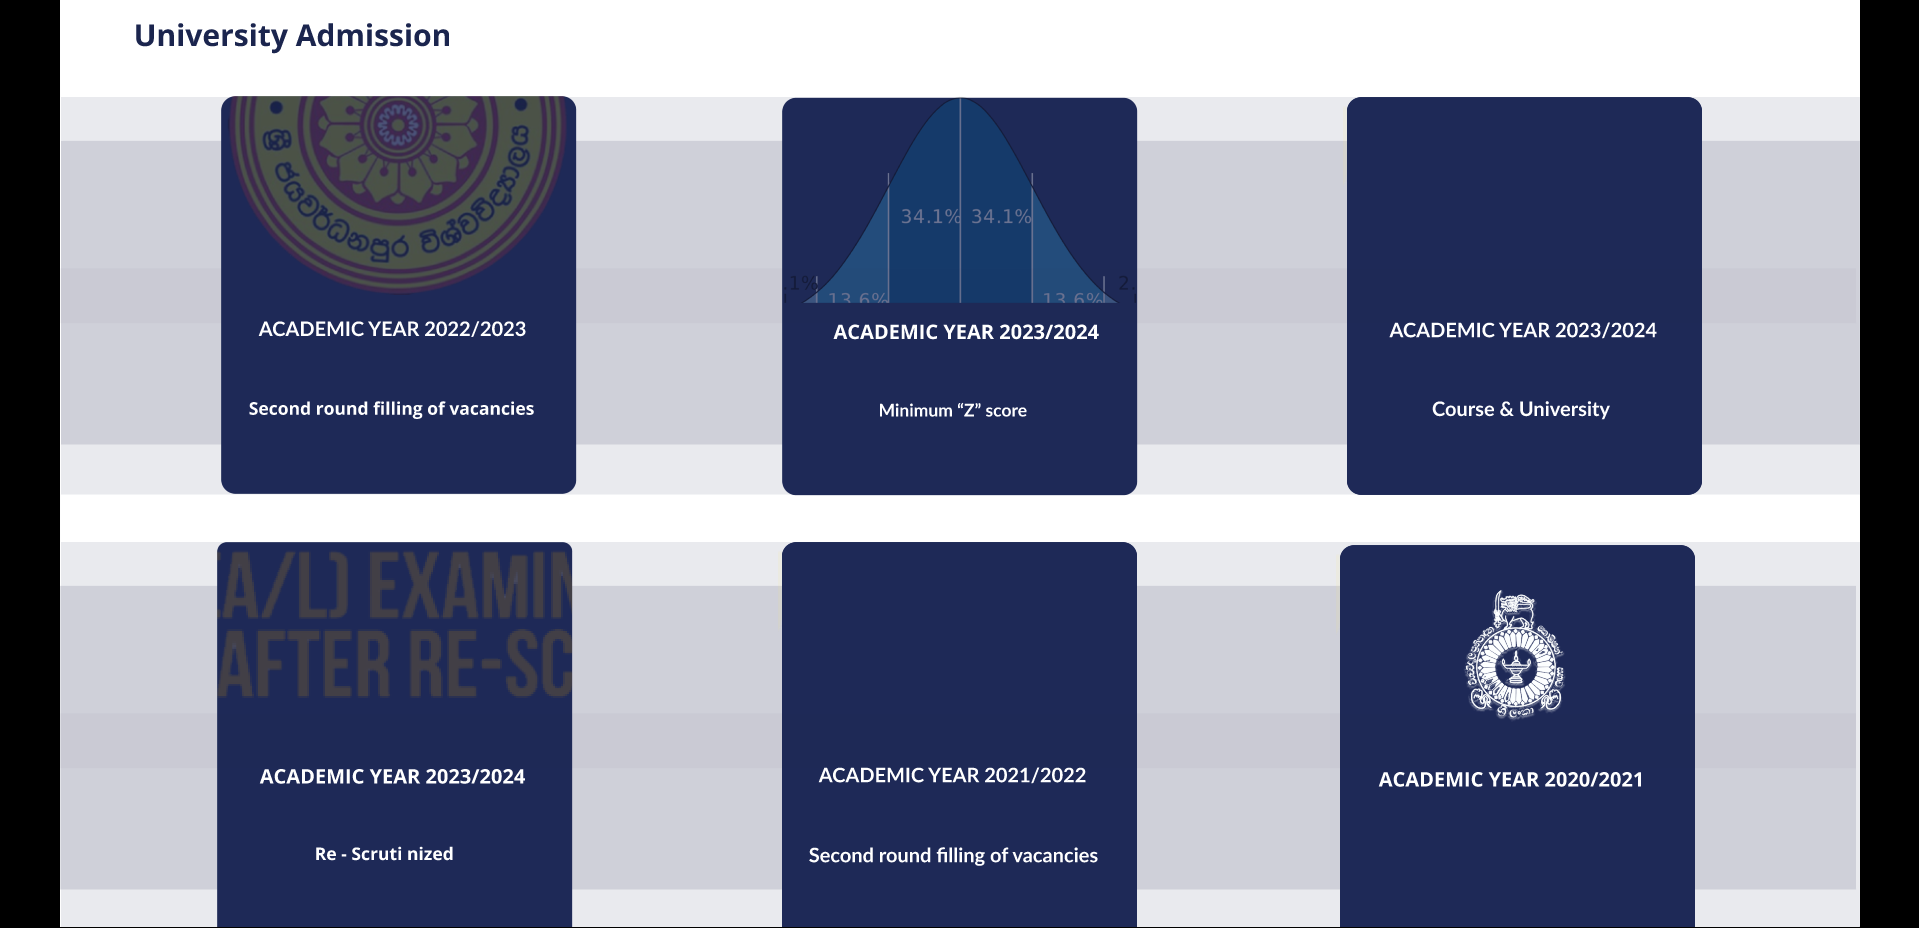 University Admission
ශ්‍රී ජයවර්ධනපුර විශ්වවිද්‍යාලය
ACADEMIC YEAR 2022/2023
Second round filling of vacancies
34.1% 34.1%
13.6% 13.6%
ACADEMIC YEAR 2023/2024
Minimum “Z” score
ACADEMIC YEAR 2023/2024
Course & University
(A/L) EXAMIN
AFTER RE-SC
ACADEMIC YEAR 2023/2024
Re - Scruti nized
ACADEMIC YEAR 2021/2022
Second round filling of vacancies
ACADEMIC YEAR 2020/2021